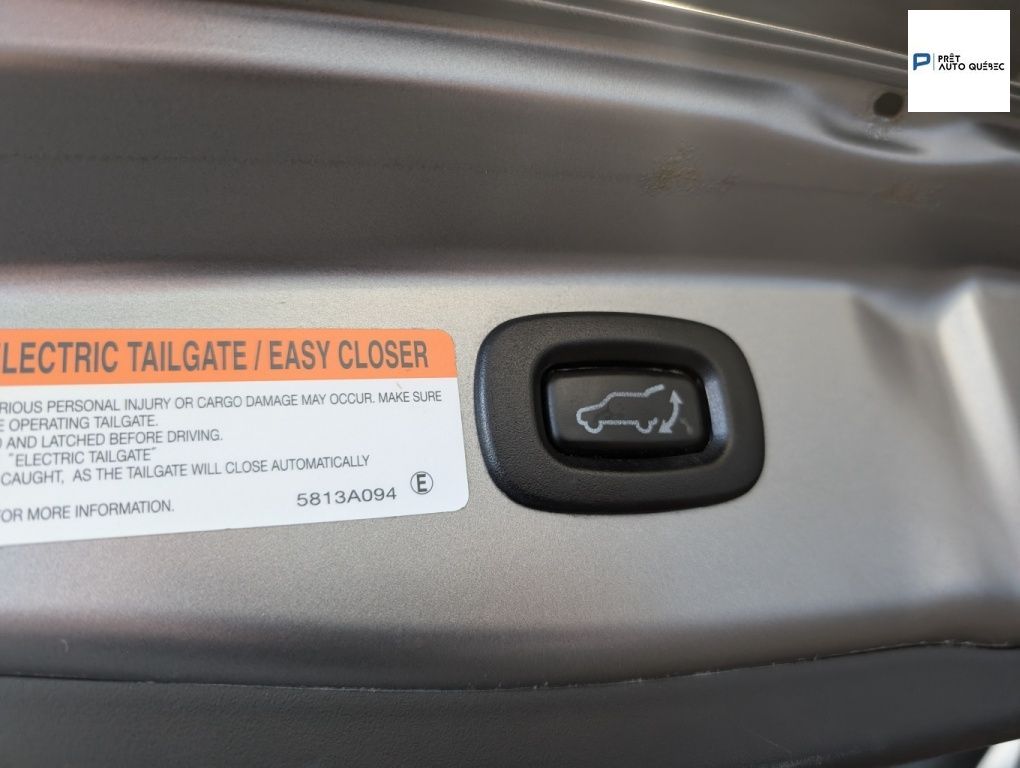 PRÊT
AUTO QUÉBEC
ELECTRIC TAILGATE / EASY CLOSER
RIOUS PERSONAL INJURY OR CARGO DAMAGE MAY OCCUR. MAKE SURE
E OPERATING TAILGATE.
AND LATCHED BEFORE DRIVING.
"ELECTRIC TAILGATE"
CAUGHT, AS THE TAILGATE WILL CLOSE AUTOMATICALLY
FOR MORE INFORMATION.
5813A094 E